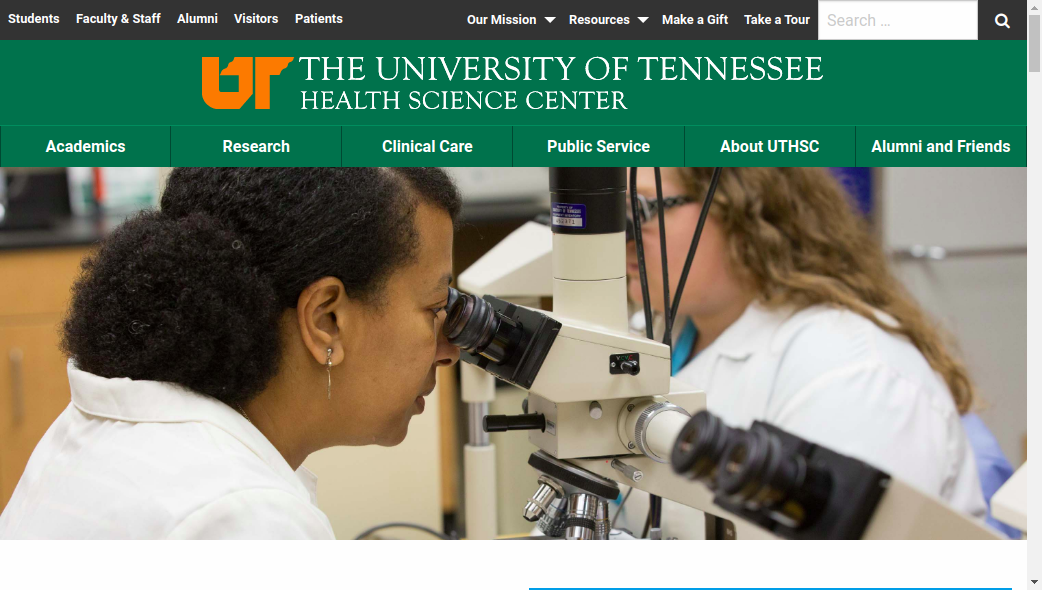 Students Faculty & Staff Alumni Visitors Patients Our Mission Resources Make a Gift Take a Tour Search ...
UT THE UNIVERSITY OF TENNESSEE
HEALTH SCIENCE CENTER
Academics Research Clinical Care Public Service About UTHSC Alumni and Friends